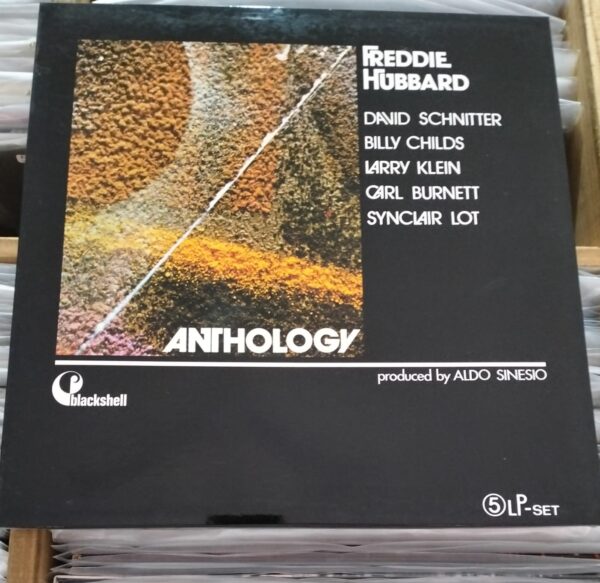 FREDDIE
HUBBARD
DAVID SCHNITTER
BILLY CHILDS
LARRY KLEIN
CARL BURNETT
SYNCLAIR LOT
ANTHOLOGY
produced by ALDO SINESIO
blackshell
5 LP-SET